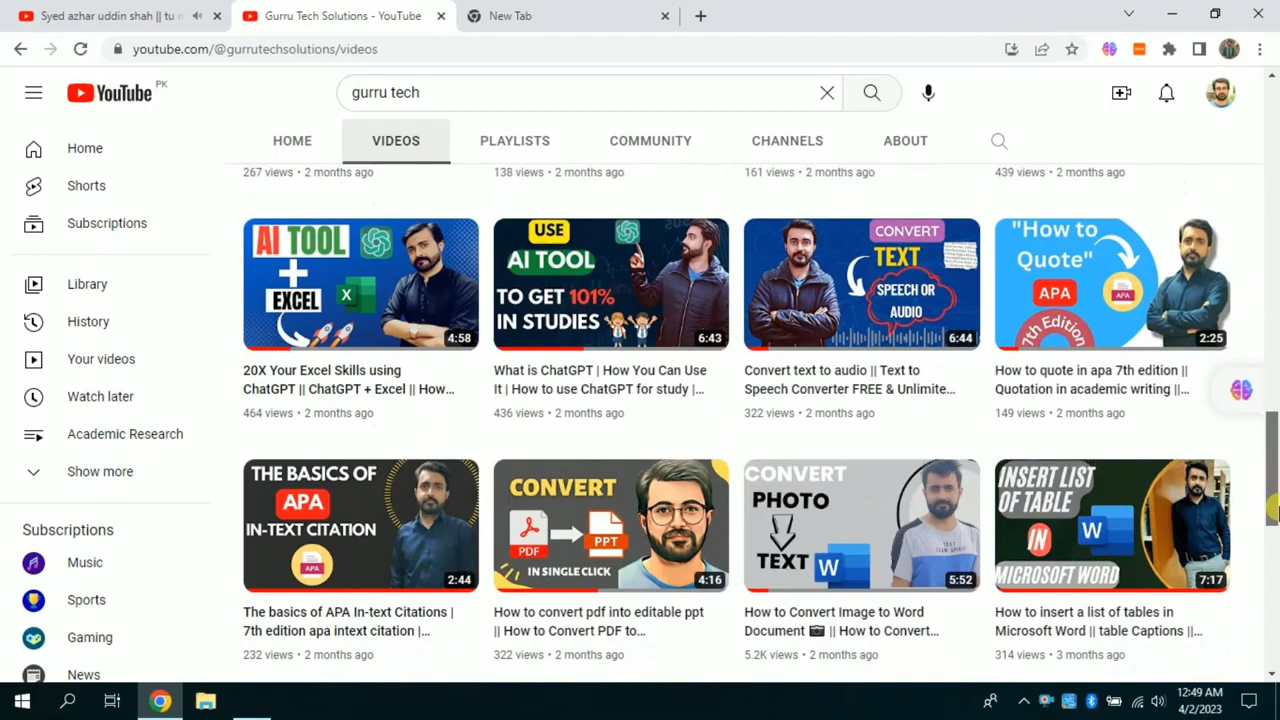 Syed azhar uddin shah || tu m
Gurru Tech Solutions - YouTube
New Tab
youtube.com/@gurrutechsolutions/videos
YouTube
PK
gurru tech
HOME
VIDEOS
PLAYLISTS
COMMUNITY
CHANNELS
ABOUT
Home
Shorts
Subscriptions
Library
History
Your videos
Watch later
Academic Research
Show more
Subscriptions
Music
Sports
Gaming
News
267 views • 2 months ago
138 views • 2 months ago
161 views • 2 months ago
439 views • 2 months ago
AI TOOL
+
EXCEL
X
4:58
20X Your Excel Skills using
ChatGPT || ChatGPT + Excel || How...
464 views • 2 months ago
USE
AI TOOL
TO GET 101%
IN STUDIES
6:43
What is ChatGPT | How You Can Use
It | How to use ChatGPT for study |...
436 views • 2 months ago
CONVERT
TEXT
SPEECH OR
AUDIO
6:44
Convert text to audio || Text to
Speech Converter FREE & Unlimite...
322 views • 2 months ago
"How to
Quote"
APA
APA
7th Edition
2:25
How to quote in apa 7th edition ||
Quotation in academic writing ||...
149 views • 2 months ago
THE BASICS OF
APA
IN-TEXT CITATION
APA
2:44
The basics of APA In-text Citations |
7th edition apa intext citation |...
232 views • 2 months ago
CONVERT
PDF
PPT
IN SINGLE CLICK
4:16
How to convert pdf into editable ppt
|| How to Convert PDF to...
322 views • 2 months ago
CONVERT
PHOTO
TEXT
W
5:52
How to Convert Image to Word
Document 📷 || How to Convert...
5.2K views • 2 months ago
INSERT LIST
OF TABLE
IN
W
MICROSOFT WORD
7:17
How to insert a list of tables in
Microsoft Word || table Captions ||...
314 views • 3 months ago
12:49 AM
4/2/2023